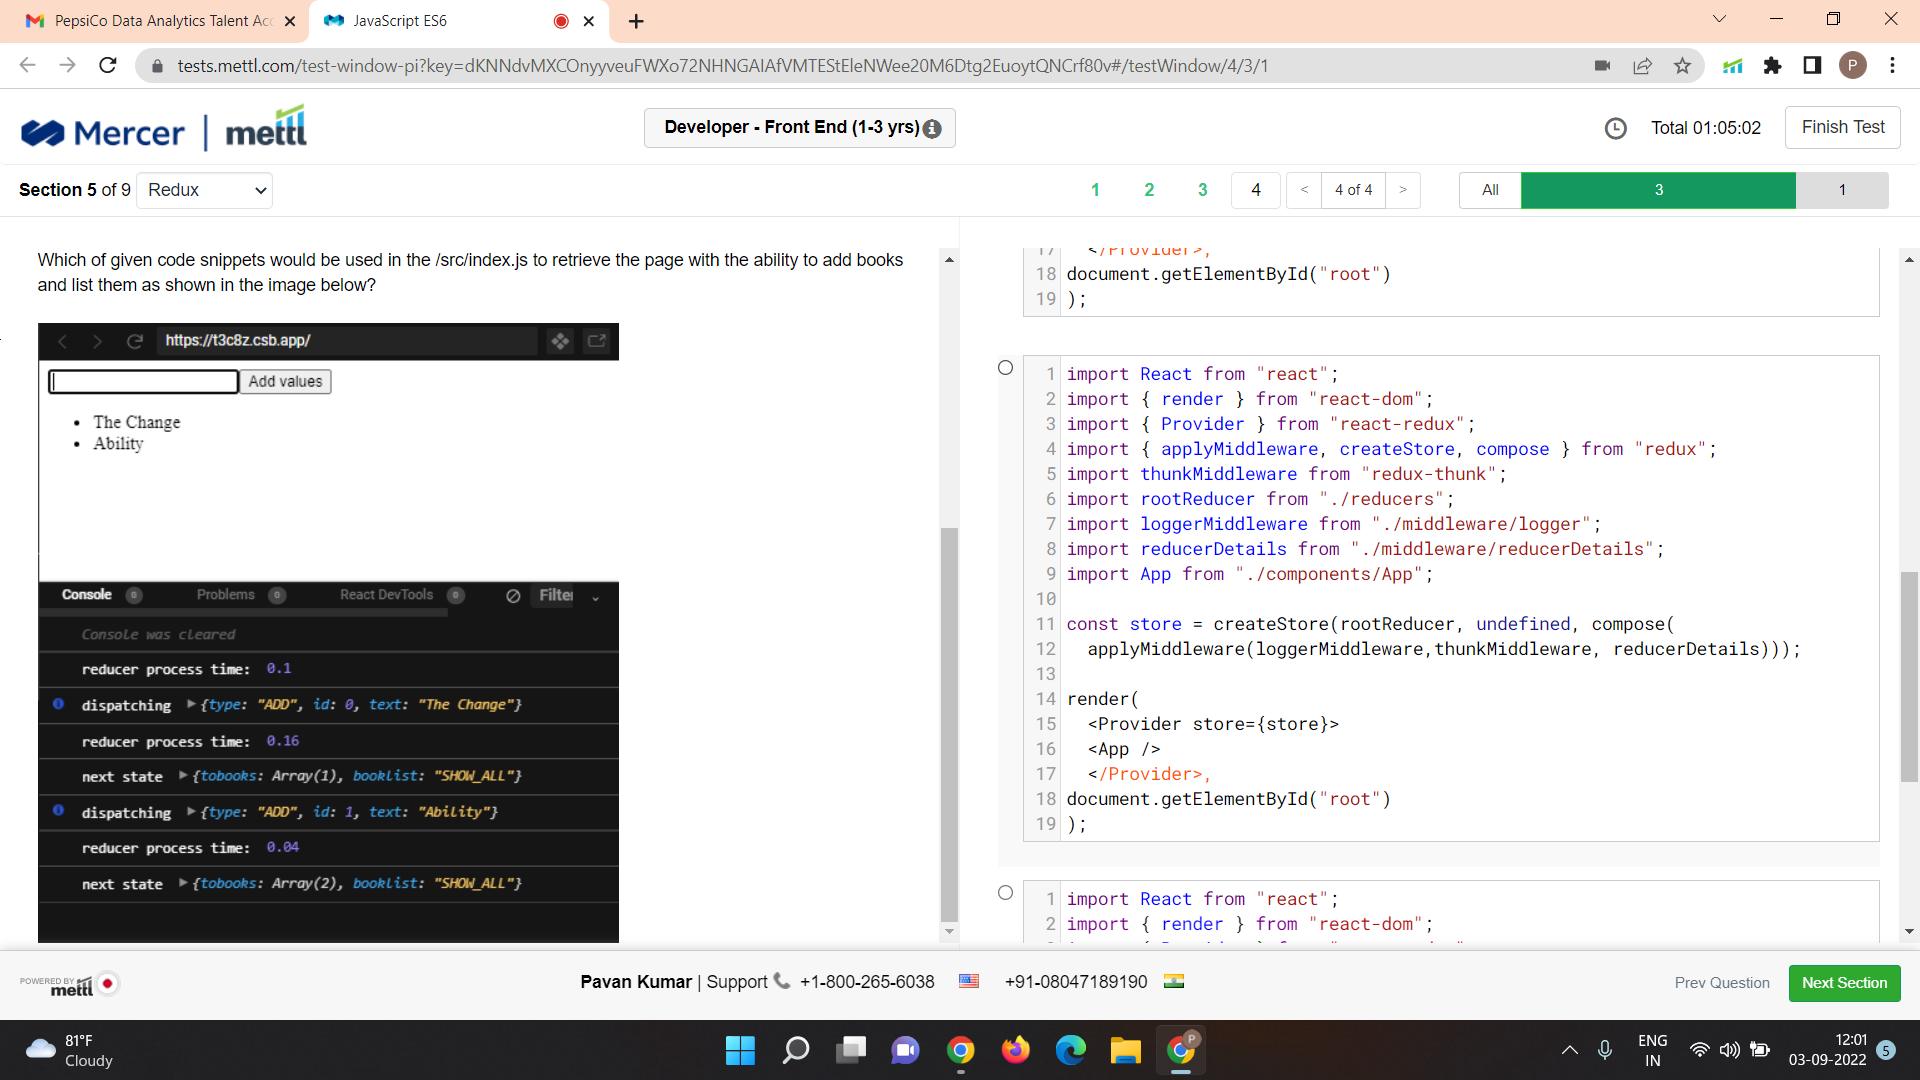 PepsiCo Data Analytics Talent Acc
JavaScript ES6
tests.mettl.com/test-window-pi?key=dKNNdvMXCOnyyveuFWXo72NHNGAIAfVMTEStEleNWee20M6Dtg2EuoytQNCrf80v#/testWindow/4/3/1
P
Mercer | mettl
Developer - Front End (1-3 yrs)
Total 01:05:02
Finish Test
Section 5 of 9
Redux
1 2 3 4 < 4 of 4 >
All 3 1
Which of given code snippets would be used in the /src/index.js to retrieve the page with the ability to add books
and list them as shown in the image below?
https://t3c8z.csb.app/
Add values
• The Change
• Ability
Console 0 Problems 0 React DevTools 0 Filter
Console was cleared
reducer process time: 0.1
dispatching ▶{type: "ADD", id: 0, text: "The Change"}
reducer process time: 0.16
next state ▶{tobooks: Array(1), booklist: "SHOW_ALL"}
dispatching ▶{type: "ADD", id: 1, text: "Ability"}
reducer process time: 0.04
next state ▶{tobooks: Array(2), booklist: "SHOW_ALL"}
17 </Provider>,
18 document.getElementById("root")
19 );
1 import React from "react";
2 import { render } from "react-dom";
3 import { Provider } from "react-redux";
4 import { applyMiddleware, createStore, compose } from "redux";
5 import thunkMiddleware from "redux-thunk";
6 import rootReducer from "./reducers";
7 import loggerMiddleware from "./middleware/logger";
8 import reducerDetails from "./middleware/reducerDetails";
9 import App from "./components/App";
10
11 const store = createStore(rootReducer, undefined, compose(
12 applyMiddleware(loggerMiddleware,thunkMiddleware, reducerDetails)));
13
14 render(
15 <Provider store={store}>
16 <App />
17 </Provider>,
18 document.getElementById("root")
19 );
1 import React from "react";
2 import { render } from "react-dom";
POWERED BY
mettl
Pavan Kumar | Support +1-800-265-6038 +91-08047189190
Prev Question
Next Section
81°F
Cloudy
P
ENG
IN
12:01
03-09-2022
5